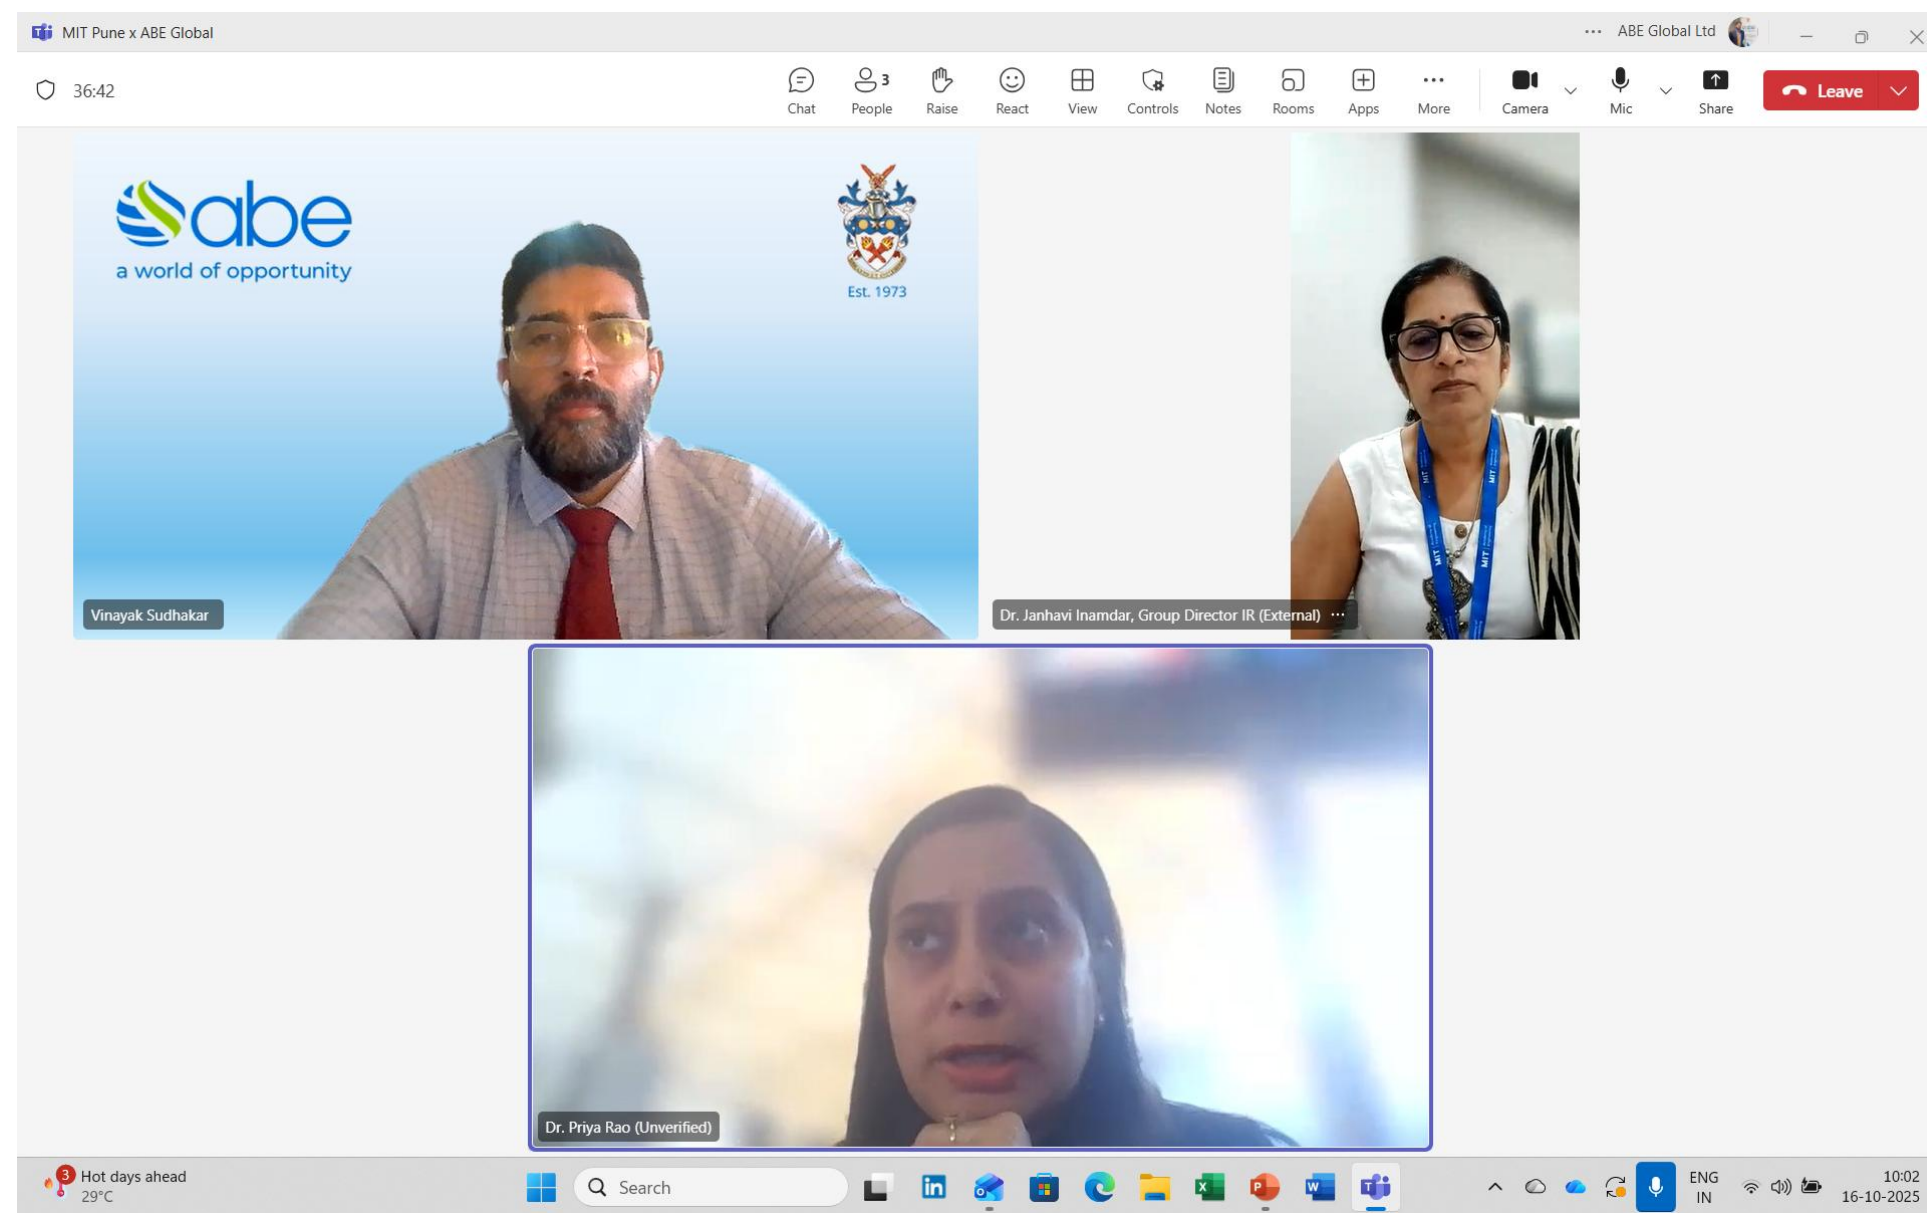 MIT Pune x ABE Global
ABE Global Ltd
36:42
3
Chat
People
Raise
React
View
Controls
Notes
Rooms
Apps
More
Camera
Mic
Share
Leave
abe
a world of opportunity
Est. 1973
Vinayak Sudhakar
MIT
MIT
MIT
MIT
Dr. Janhavi Inamdar, Group Director IR (External)
Dr. Priya Rao (Unverified)
3
Hot days ahead
29°C
Search
in
ENG
IN
10:02
16-10-2025